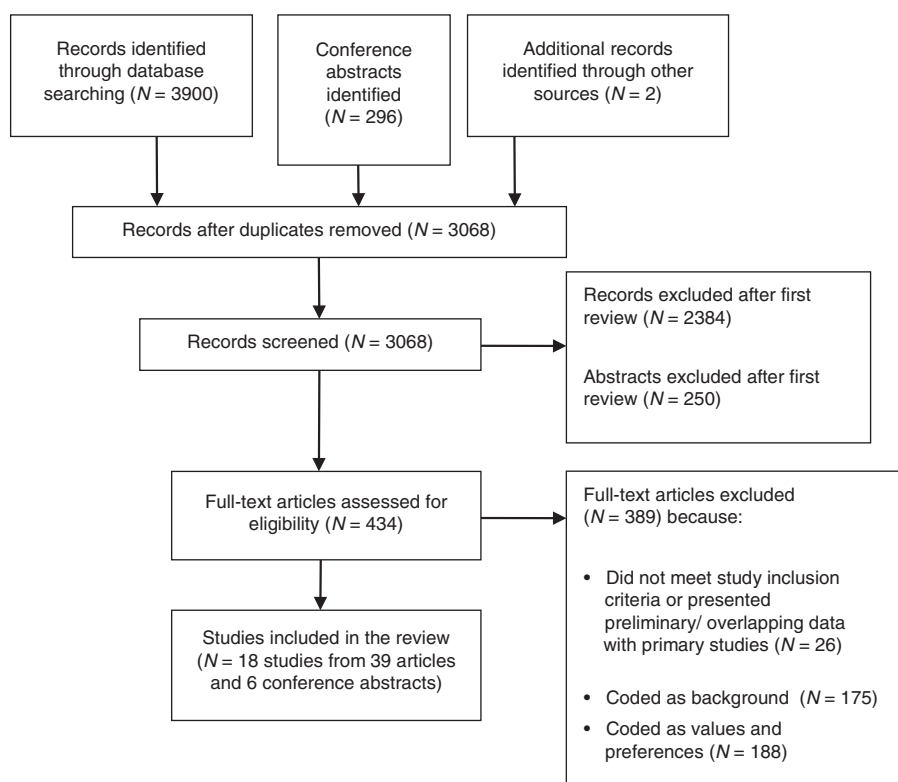 Records identified
through database
searching (N = 3900)
Conference
abstracts
identified
(N = 296)
Additional records
identified through other
sources (N = 2)
Records after duplicates removed (N = 3068)
Records screened (N = 3068)
Records excluded after first
review (N = 2384)
Abstracts excluded after first
review (N = 250)
Full-text articles assessed for
eligibility (N = 434)
Full-text articles excluded
(N = 389) because:
• Did not meet study inclusion
criteria or presented
preliminary/ overlapping data
with primary studies (N = 26)
• Coded as background (N = 175)
• Coded as values and
preferences (N = 188)
Studies included in the review
(N = 18 studies from 39 articles
and 6 conference abstracts)